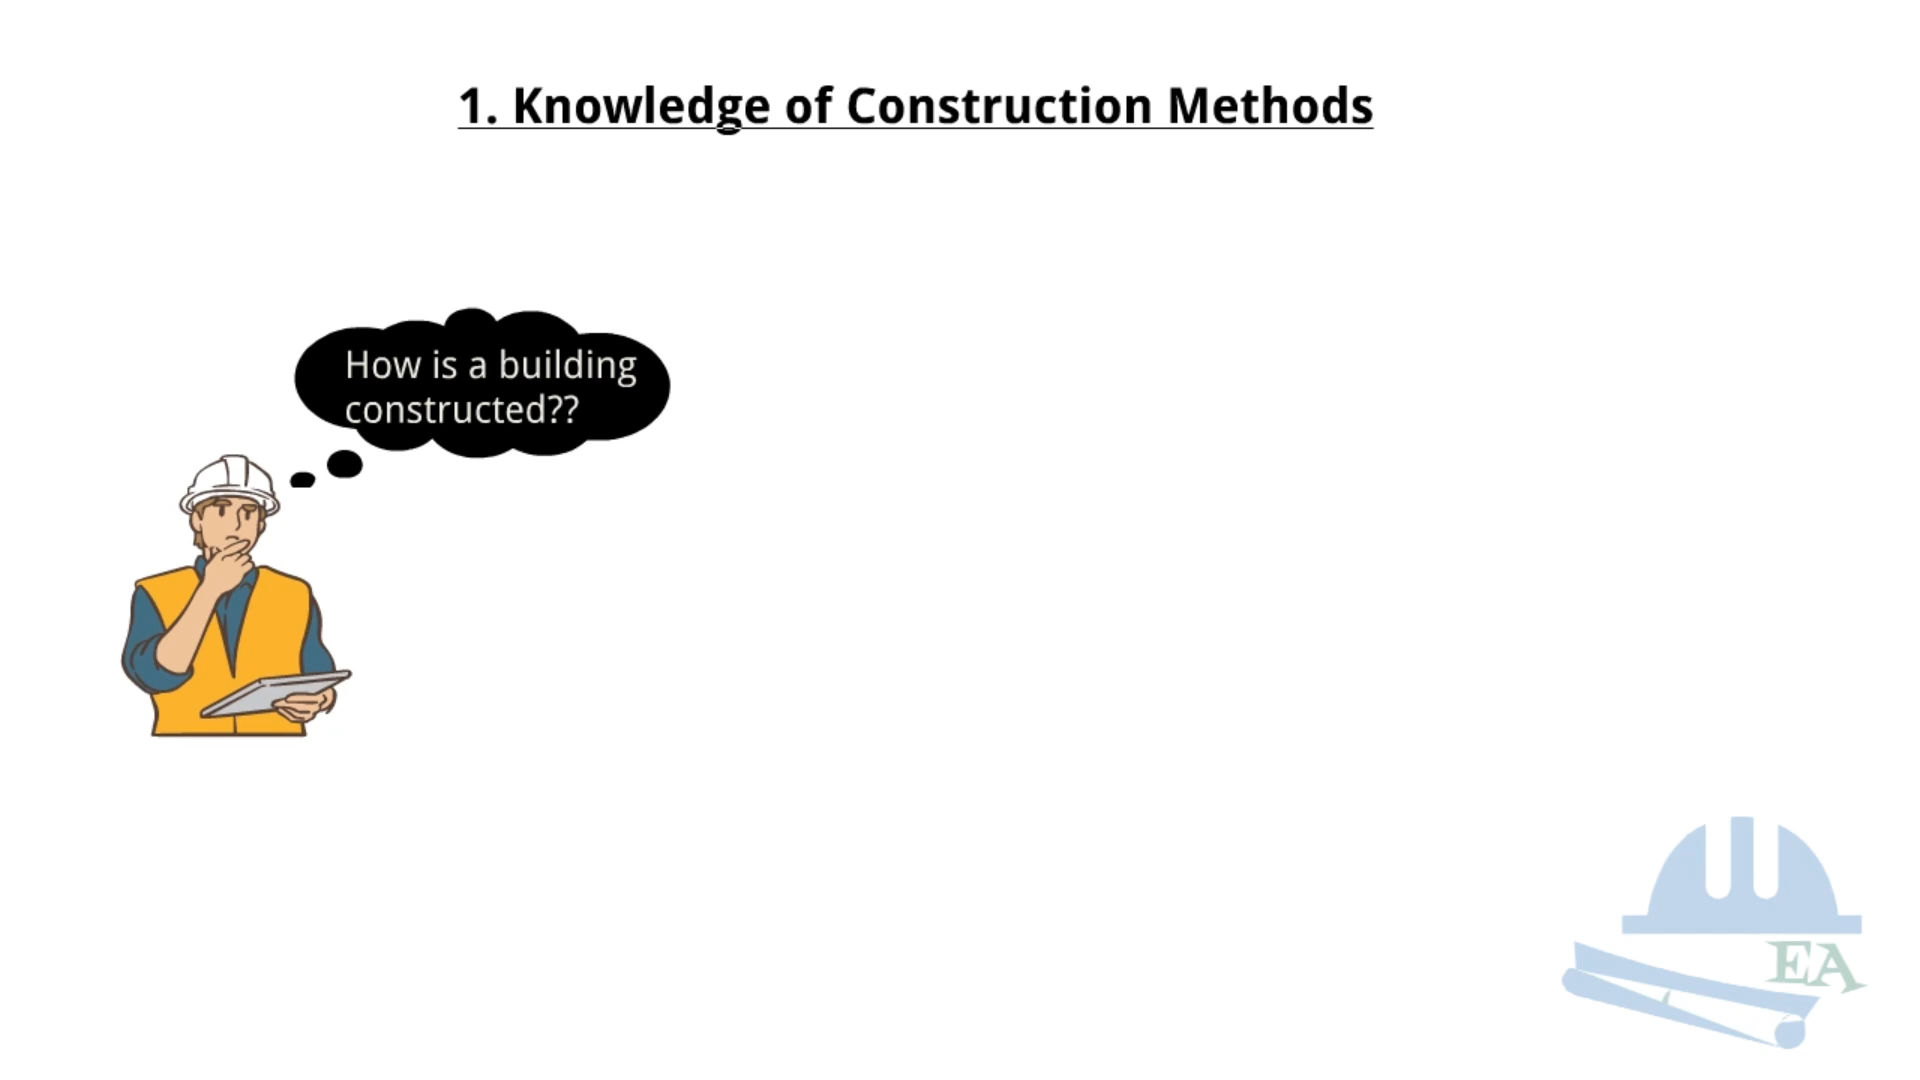 1. Knowledge of Construction Methods
How is a building
constructed??
EA